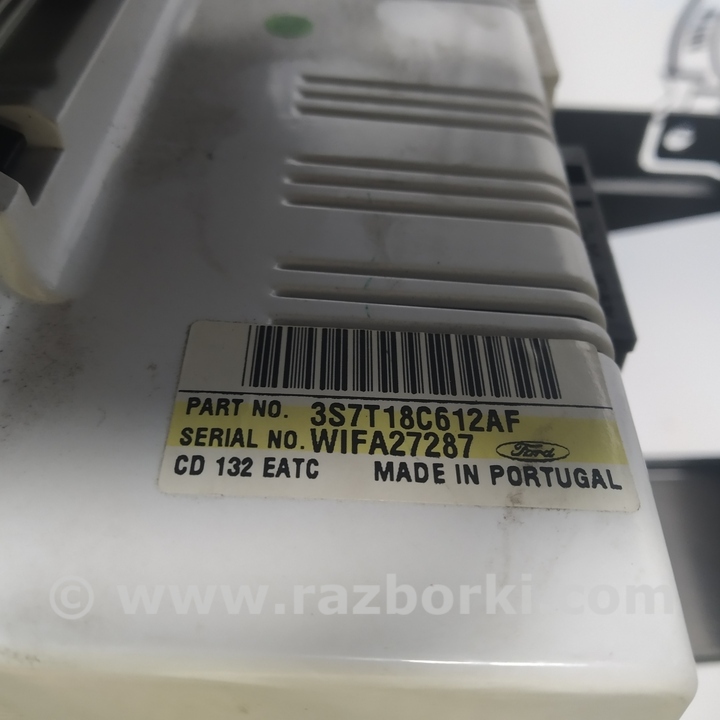 PART NO. 3S7T18C612AF
SERIAL NO. WIFA27287 Ford
CD 132 EATC MADE IN PORTUGAL
© www.razborki.com